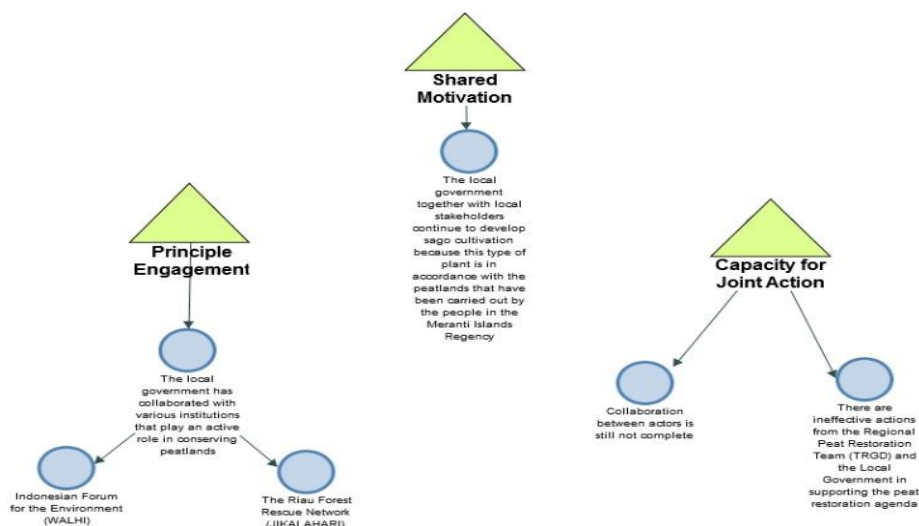 Shared
Motivation
The local
government
together with local
stakeholders
continue to develop
sago cultivation
because this type of
plant is in
accordance with the
peatlands that have
been carried out by
the people in the
Meranti Islands
Regency
Principle
Engagement
The local
government has
collaborated with
various institutions
that play an active
role in conserving
peatlands
Indonesian Forum
for the Environment
(WALHI)
The Riau Forest
Rescue Network
(JIKALAHARI)
Capacity for
Joint Action
Collaboration
between actors is
still not complete
There are
ineffective actions
from the Regional
Peat Restoration
Team (TRGD) and
the Local
Government in
supporting the peat
restoration agenda